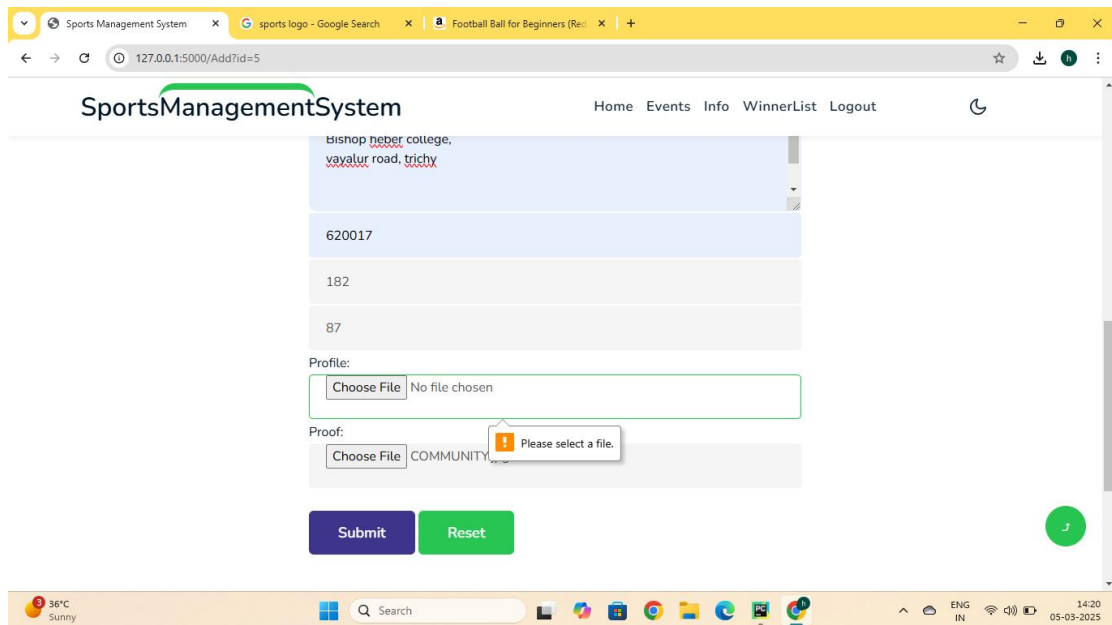 Sports Management System
sports logo - Google Search
Football Ball for Beginners (Red
127.0.0.1:5000/Add?id=5
h
SportsManagementSystem
Home Events Info WinnerList Logout
Bishop heber college,
vayalur road, trichy
620017
182
87
Profile:
Choose File No file chosen
Please select a file.
Proof:
Choose File COMMUNITY
Submit Reset
3
36°C
Sunny
Search
ENG
IN
14:20
05-03-2025